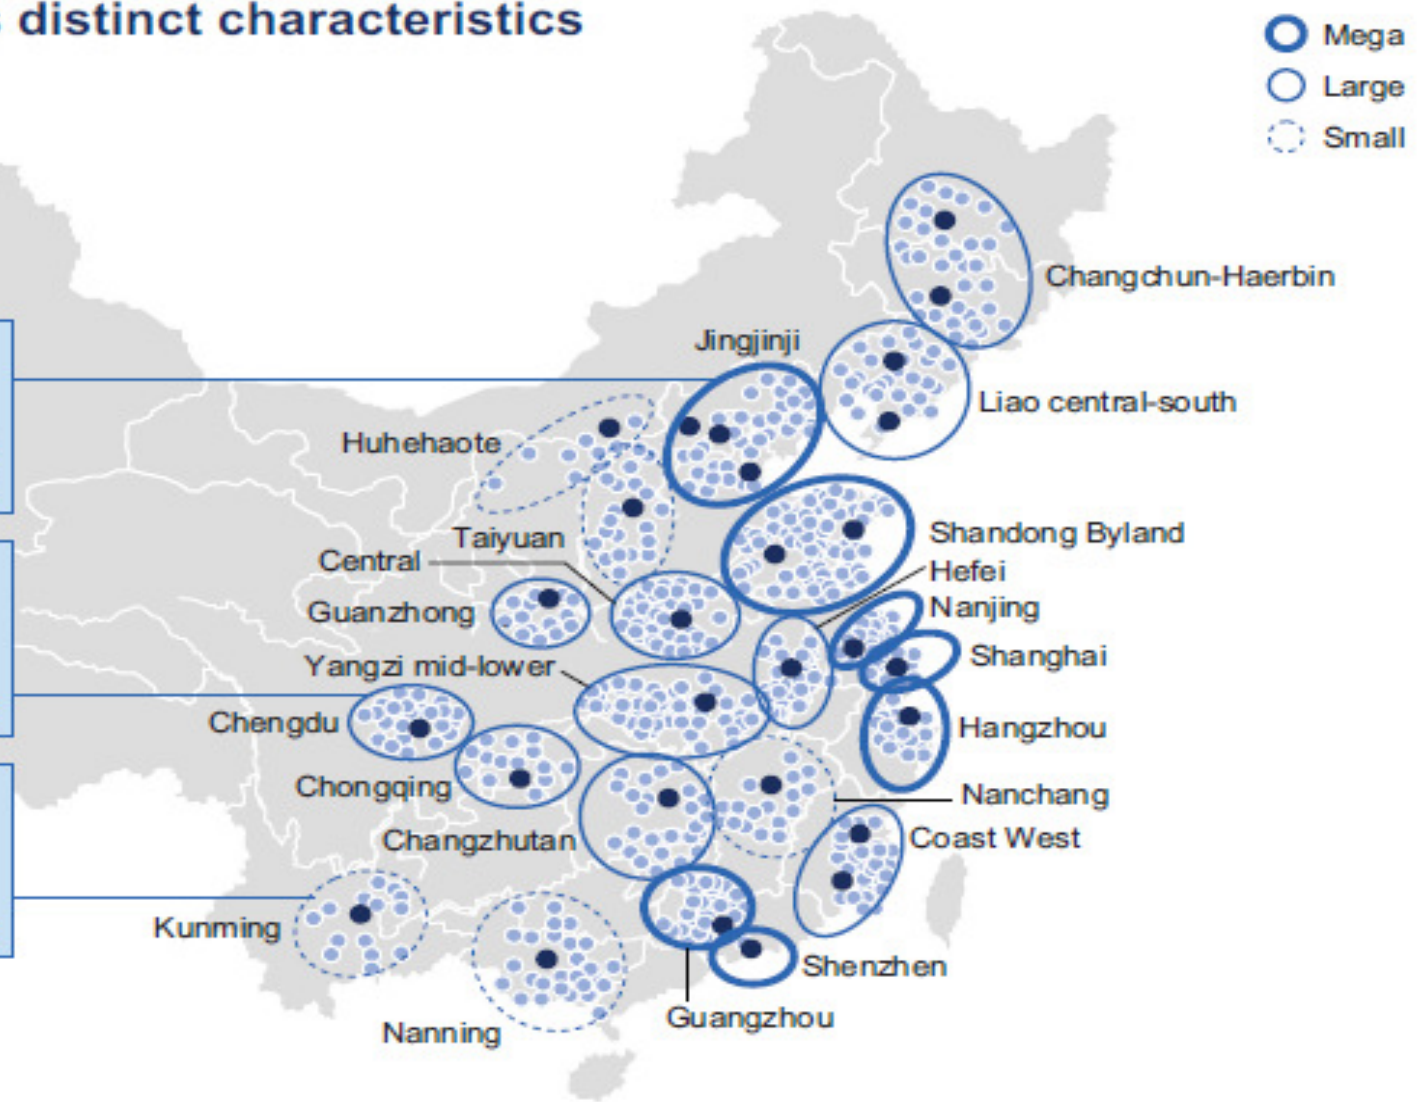 distinct characteristics
Mega
Large
Small
Changchun-Haerbin
Jingjinji
Liao central-south
Huhehaote
Shandong Byland
Taiyuan
Central
Hefei
Guanzhong
Nanjing
Yangzi mid-lower
Shanghai
Chengdu
Hangzhou
Chongqing
Nanchang
Changzhutan
Coast West
Kunming
Shenzhen
Guangzhou
Nanning